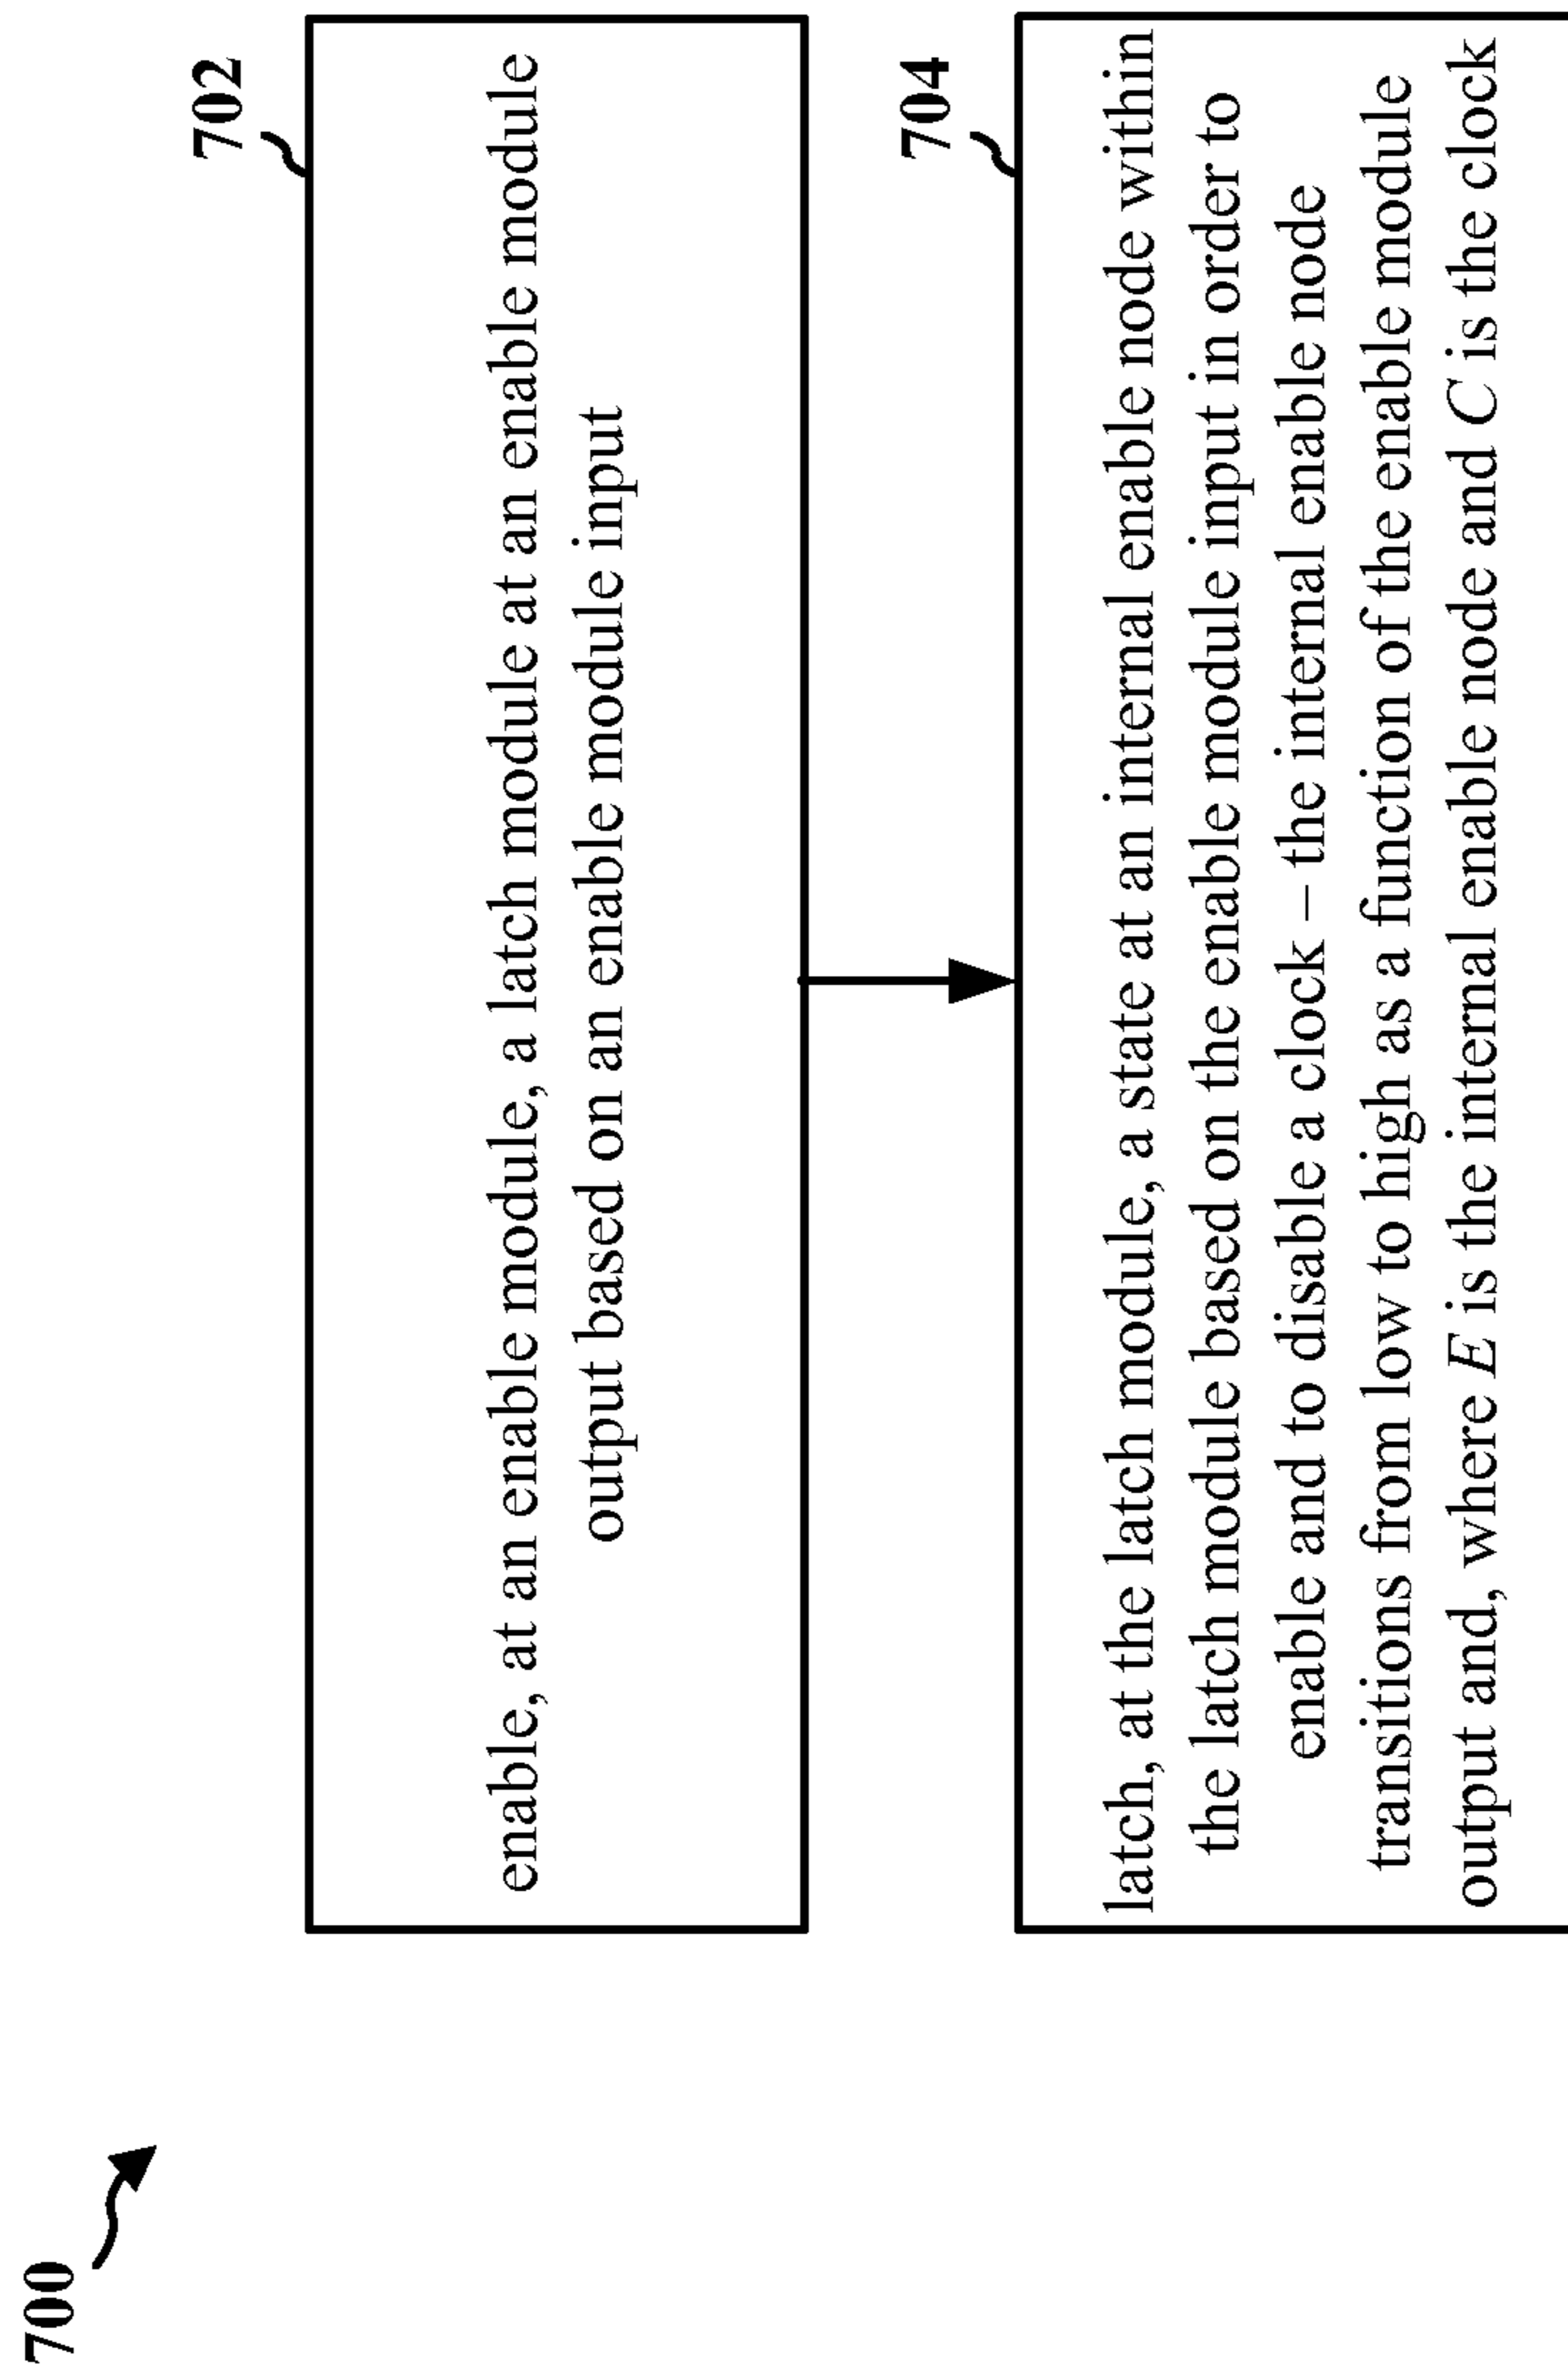 700
702
enable, at an enable module, a latch module at an enable module
output based on an enable module input
704
latch, at the latch module, a state at an internal enable node within
the latch module based on the enable module input in order to
enable and to disable a clock – the internal enable node
transitions from low to high as a function of the enable module
output and, where E is the internal enable node and C is the clock